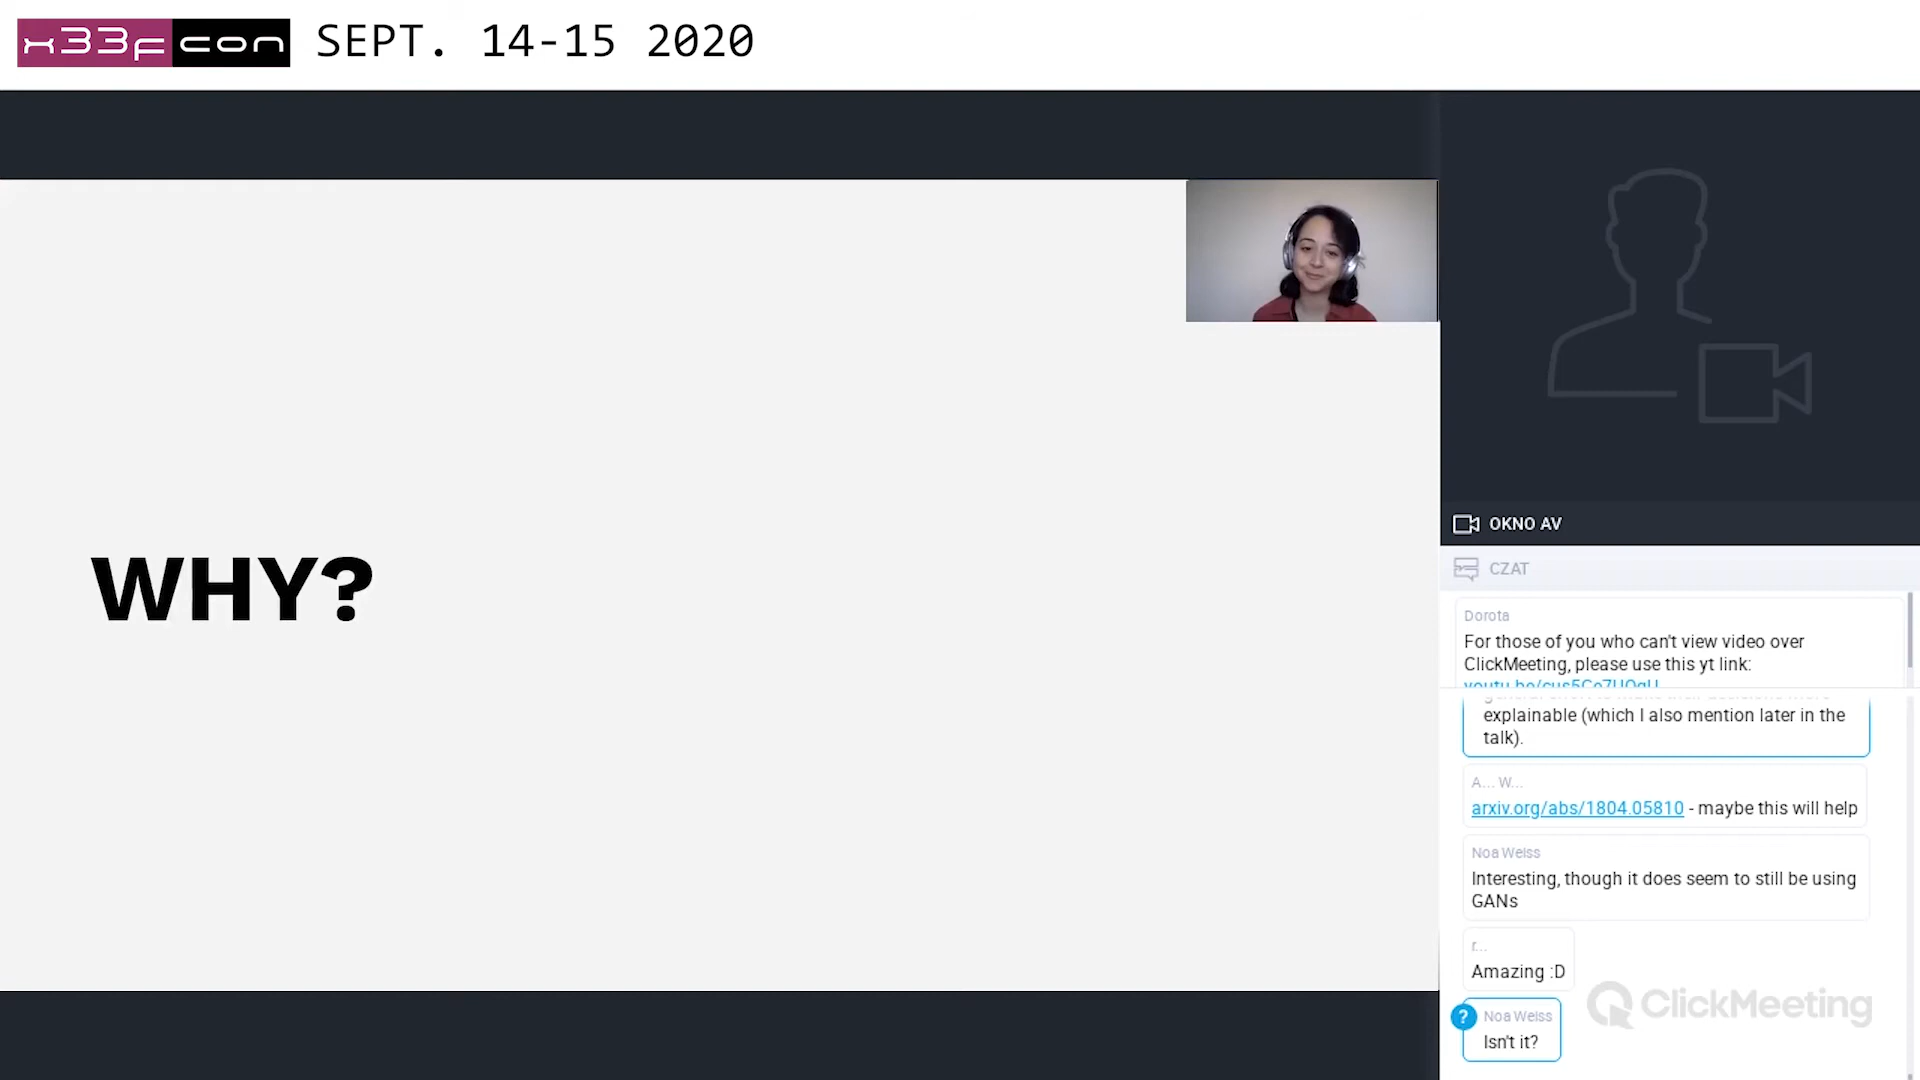 x33fcon SEPT. 14-15 2020
WHY?
OKNO AV
CZAT
Dorota
For those of you who can't view video over
ClickMeeting, please use this yt link:
explainable (which I also mention later in the
talk).
A... W...
arxiv.org/abs/1804.05810 - maybe this will help
Noa Weiss
Interesting, though it does seem to still be using
GANs
r...
Amazing :D
ClickMeeting
? Noa Weiss
Isn't it?